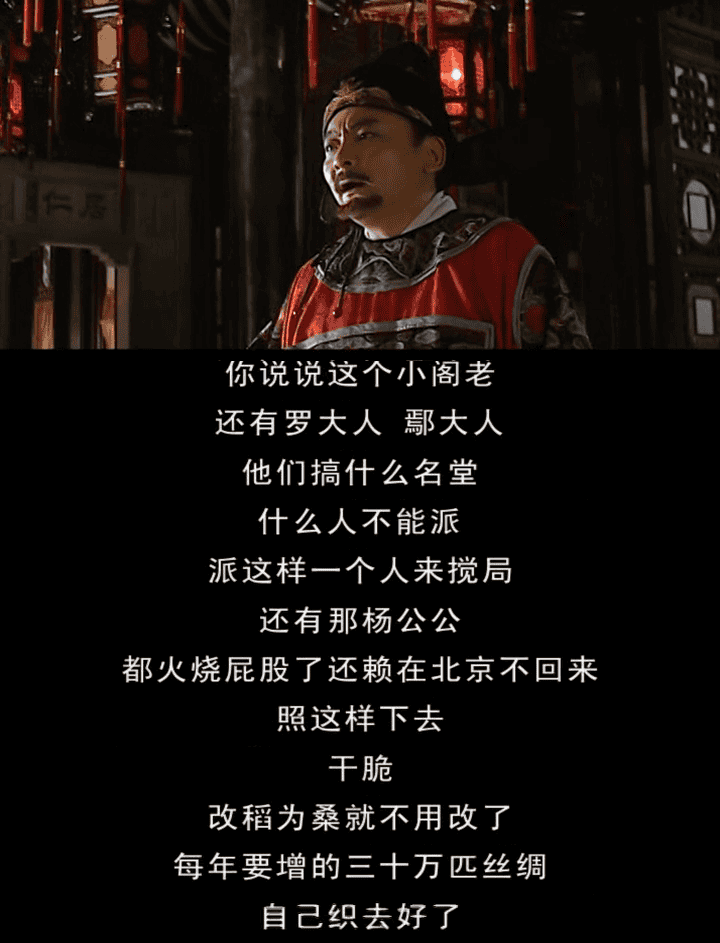 居仁
你说说这个小阁老
还有罗大人 鄢大人
他们搞什么名堂
什么人不能派
派这样一个人来搅局
还有那杨公公
都火烧屁股了还赖在北京不回来
照这样下去
干脆
改稻为桑就不用改了
每年要增的三十万匹丝绸
自己织去好了